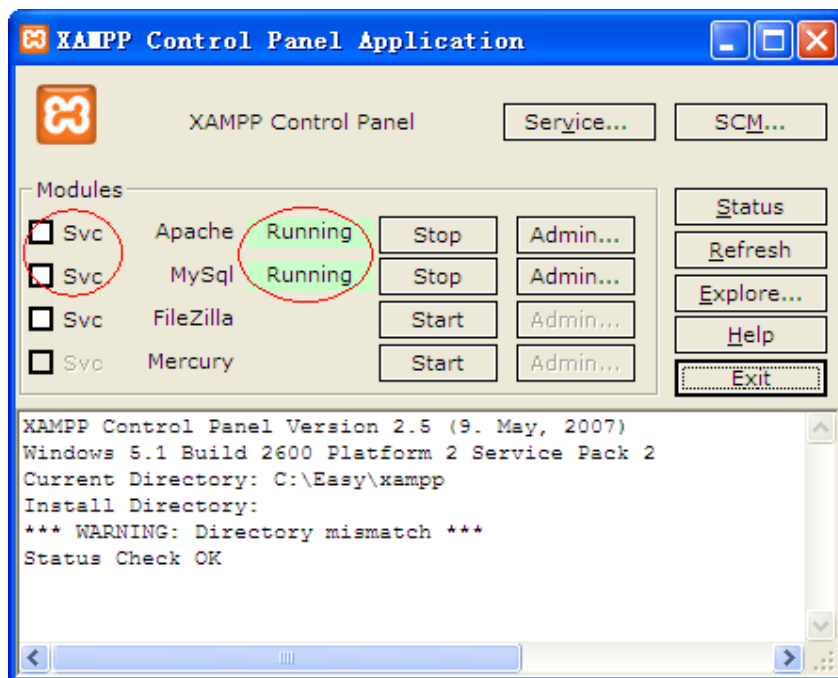 XAMPP Control Panel Application
XAMPP Control Panel Service... SCM...
Modules
Svc Apache Running Stop Admin...
Svc MySql Running Stop Admin...
Svc FileZilla Start Admin...
Svc Mercury Start Admin...
Status
Refresh
Explore...
Help
Exit
XAMPP Control Panel Version 2.5 (9. May, 2007)
Windows 5.1 Build 2600 Platform 2 Service Pack 2
Current Directory: C:\Easy\xampp
Install Directory:
*** WARNING: Directory mismatch ***
Status Check OK